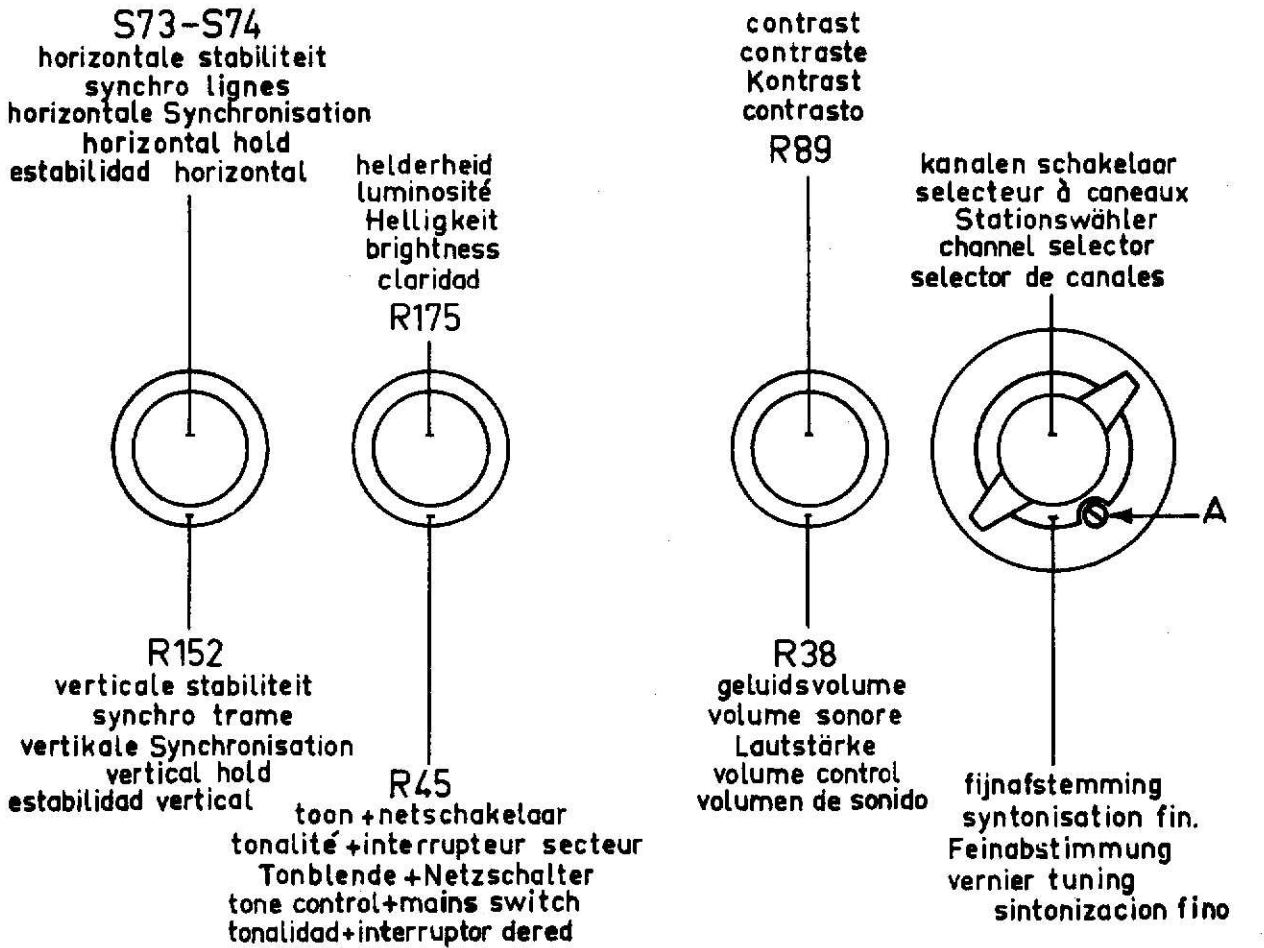 S73-S74
horizontale stabiliteit
synchro lignes
horizontale Synchronisation
horizontal hold
estabilidad horizontal
helderheid
luminosité
Helligkeit
brightness
claridad
R175
contrast
contraste
Kontrast
contrasto
R89
kanalen schakelaar
selecteur à caneaux
Stationswähler
channel selector
selector de canales
A
R152
verticale stabiliteit
synchro trame
vertikale Synchronisation
vertical hold
estabilidad vertical
R45
toon+netschakelaar
tonalité+interrupteur secteur
Tonblende+Netzschalter
tone control+mains switch
tonalidad+interruptor dered
R38
geluidsvolume
volume sonore
Lautstärke
volume control
volumen de sonido
fijnafstemming
syntonisation fin.
Feinabstimmung
vernier tuning
sintonizacion fino